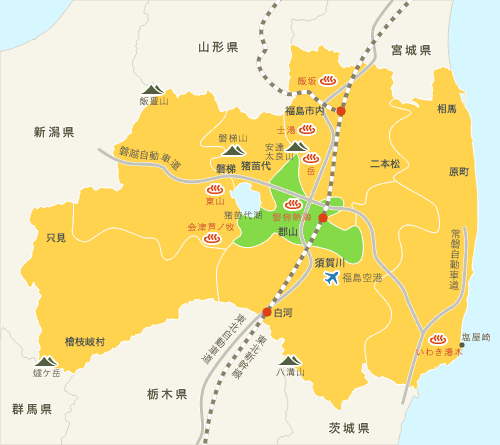 山形県
宮城県
飯坂
飯豊山
福島市内
相馬
新潟県
土湯
磐梯山
安達
太良山
磐越自動車道
磐梯
猪苗代
岳
二本松
原町
東山
猪苗代湖
磐梯熱海
会津芦ノ牧
郡山
只見
常磐自動車道
須賀川
福島空港
白河
塩屋崎
檜枝岐村
東北自動車道
東北新幹線
いわき湯本
燧ケ岳
八溝山
栃木県
群馬県
茨城県